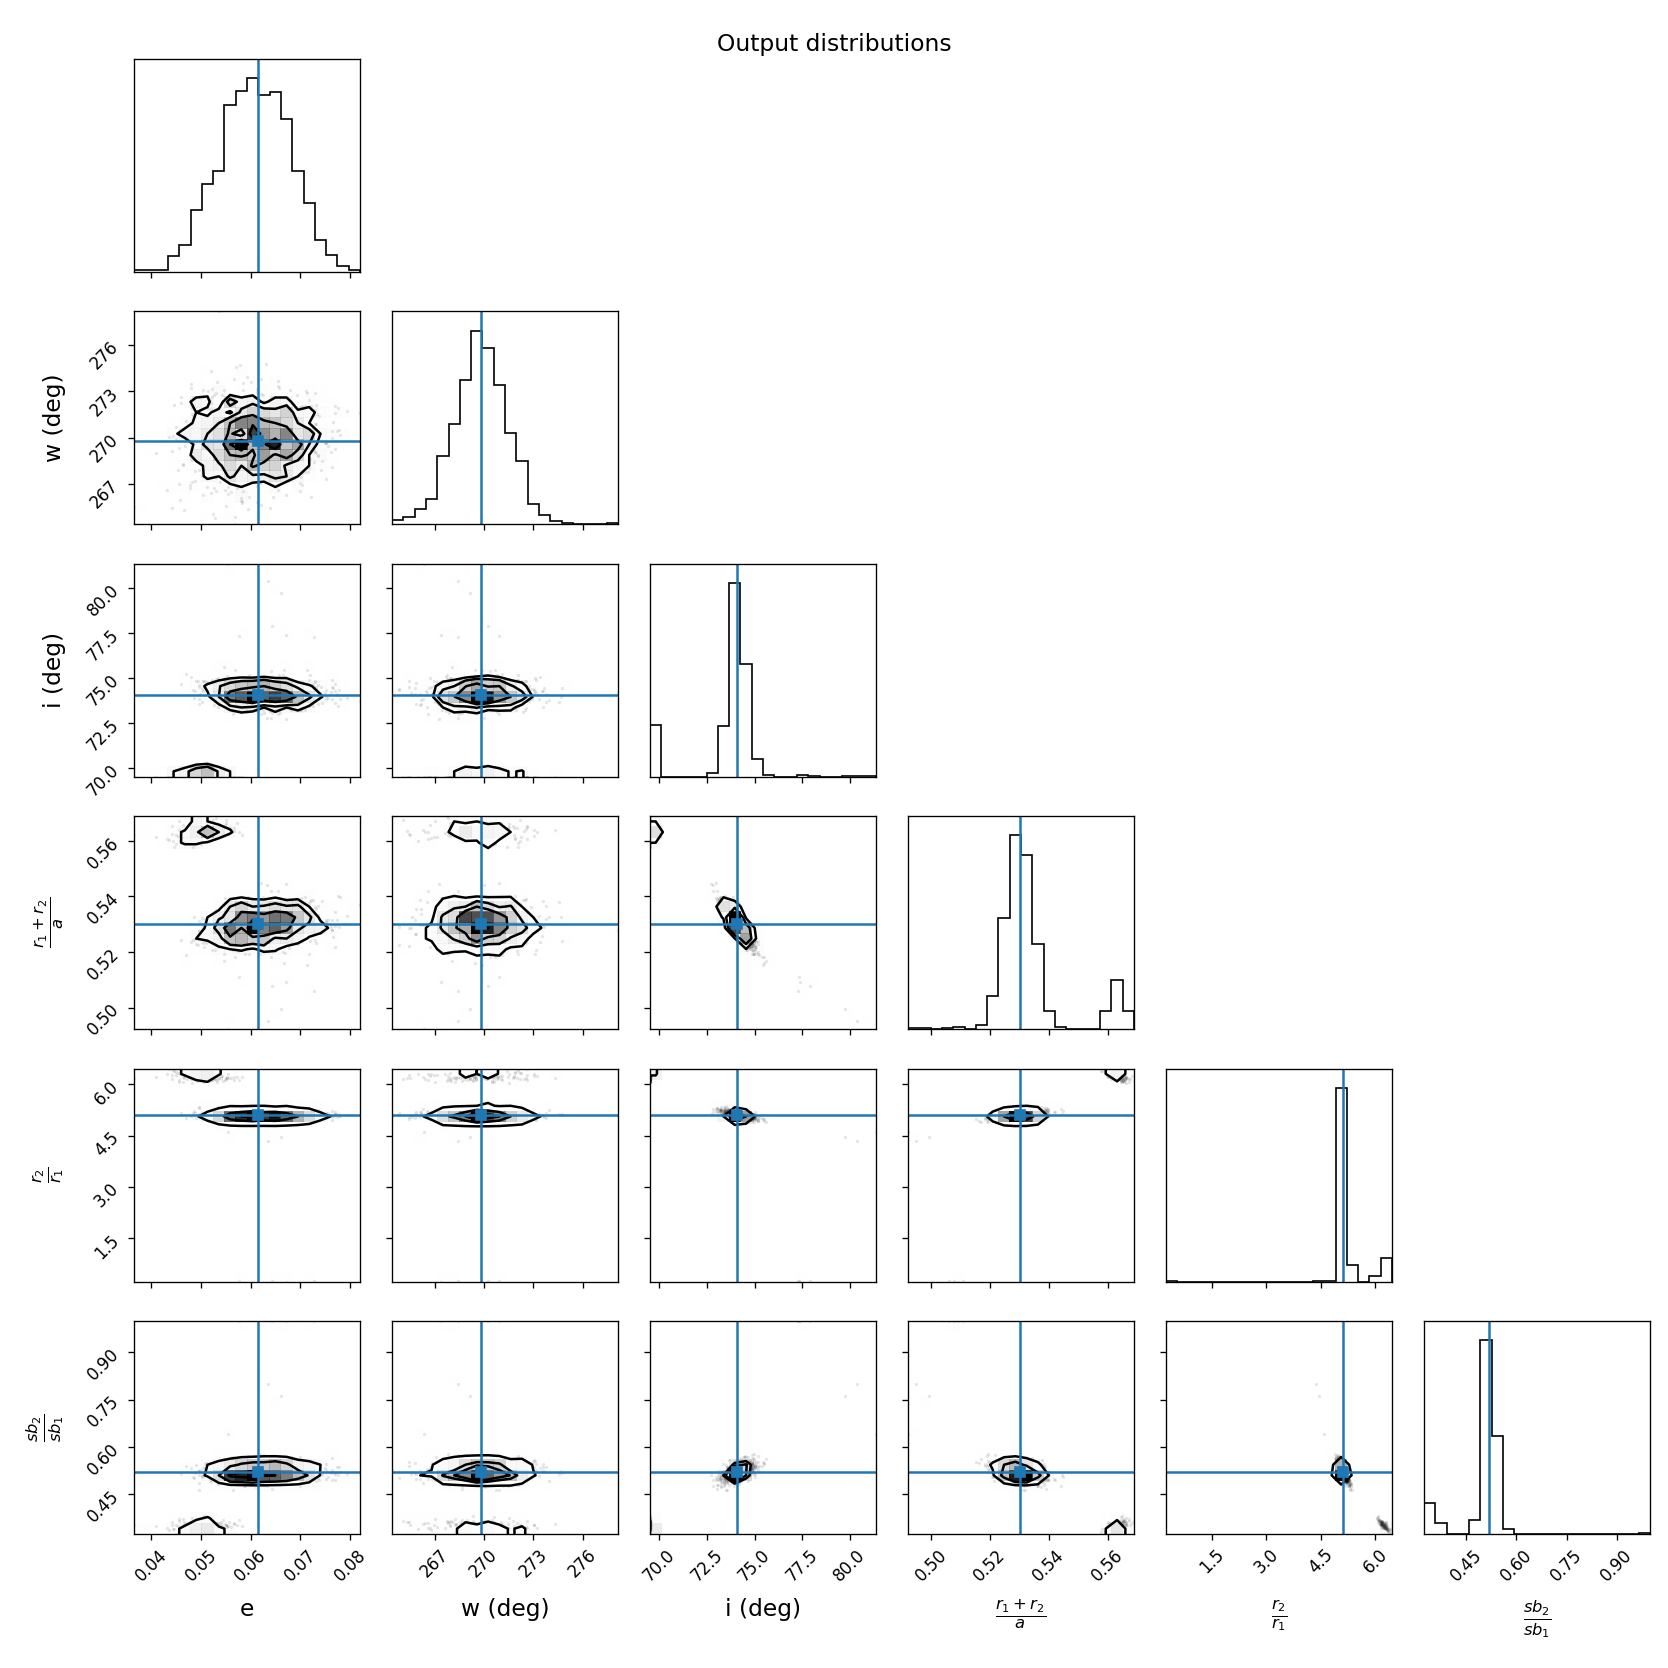 Output distributions
276
273
270
267
w (deg)
80.0
77.5
75.0
72.5
70.0
i (deg)
0.56
0.54
0.52
0.50
r₁ + r₂
a
6.0
4.5
3.0
1.5
r₂
r₁
0.90
0.75
0.60
0.45
sb₂
sb₁
0.04 0.05 0.06 0.07 0.08 267 270 273 276 70.0 72.5 75.0 77.5 80.0 0.50 0.52 0.54 0.56 1.5 3.0 4.5 6.0 0.45 0.60 0.75 0.90
e w (deg) i (deg) r₁ + r₂ r₂ sb₂
a r₁ sb₁